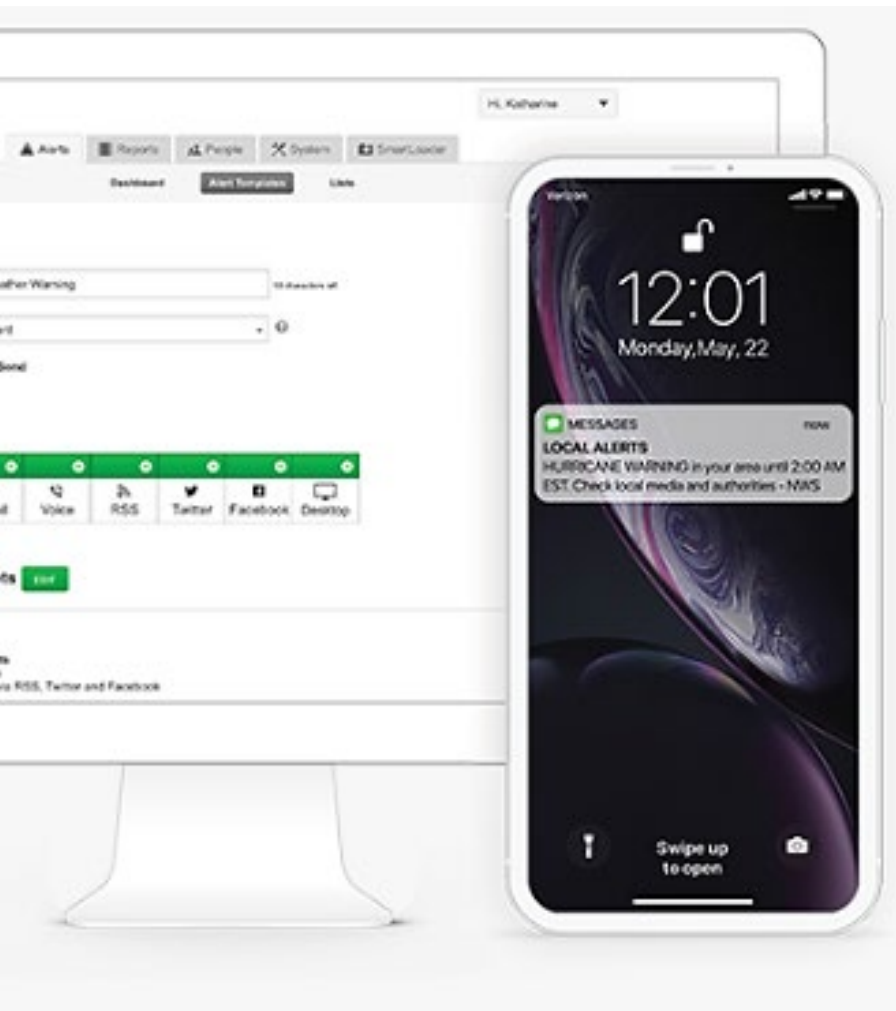 Hi, Katharine
Alerts Reports People System SmartLoader
Dashboard Alert Templates Lists
Warning
Voice RSS Twitter Facebook Desktop
EDIT
RSS, Twitter and Facebook
Verizon
12:01
Monday,May, 22
MESSAGES now
LOCAL ALERTS
HURRICANE WARNING in your area until 2:00 AM
EST. Check local media and authorities - NWS
Swipe up
to open